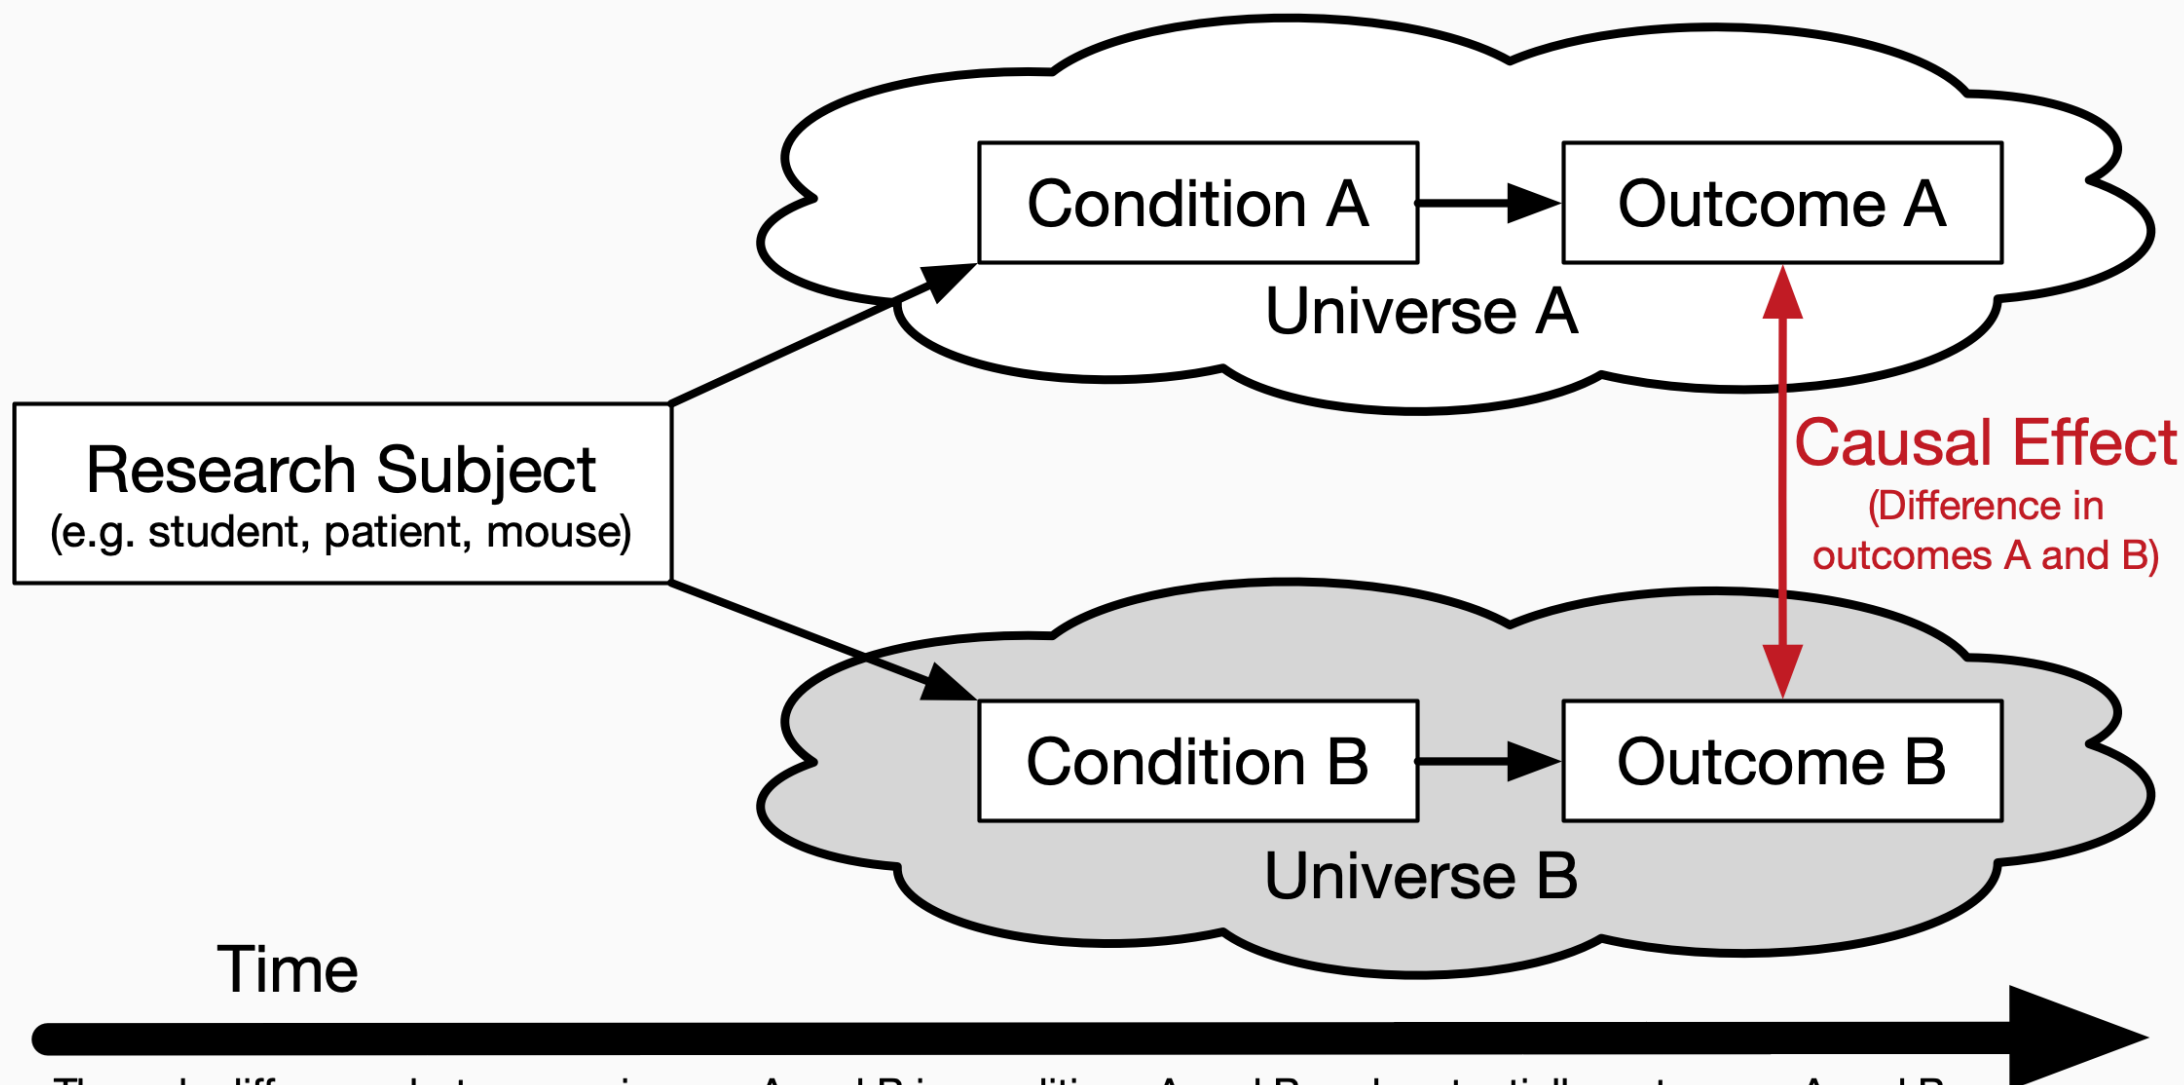 Condition A
Outcome A
Universe A
Research Subject
(e.g. student, patient, mouse)
Causal Effect
(Difference in
outcomes A and B)
Condition B
Outcome B
Universe B
Time